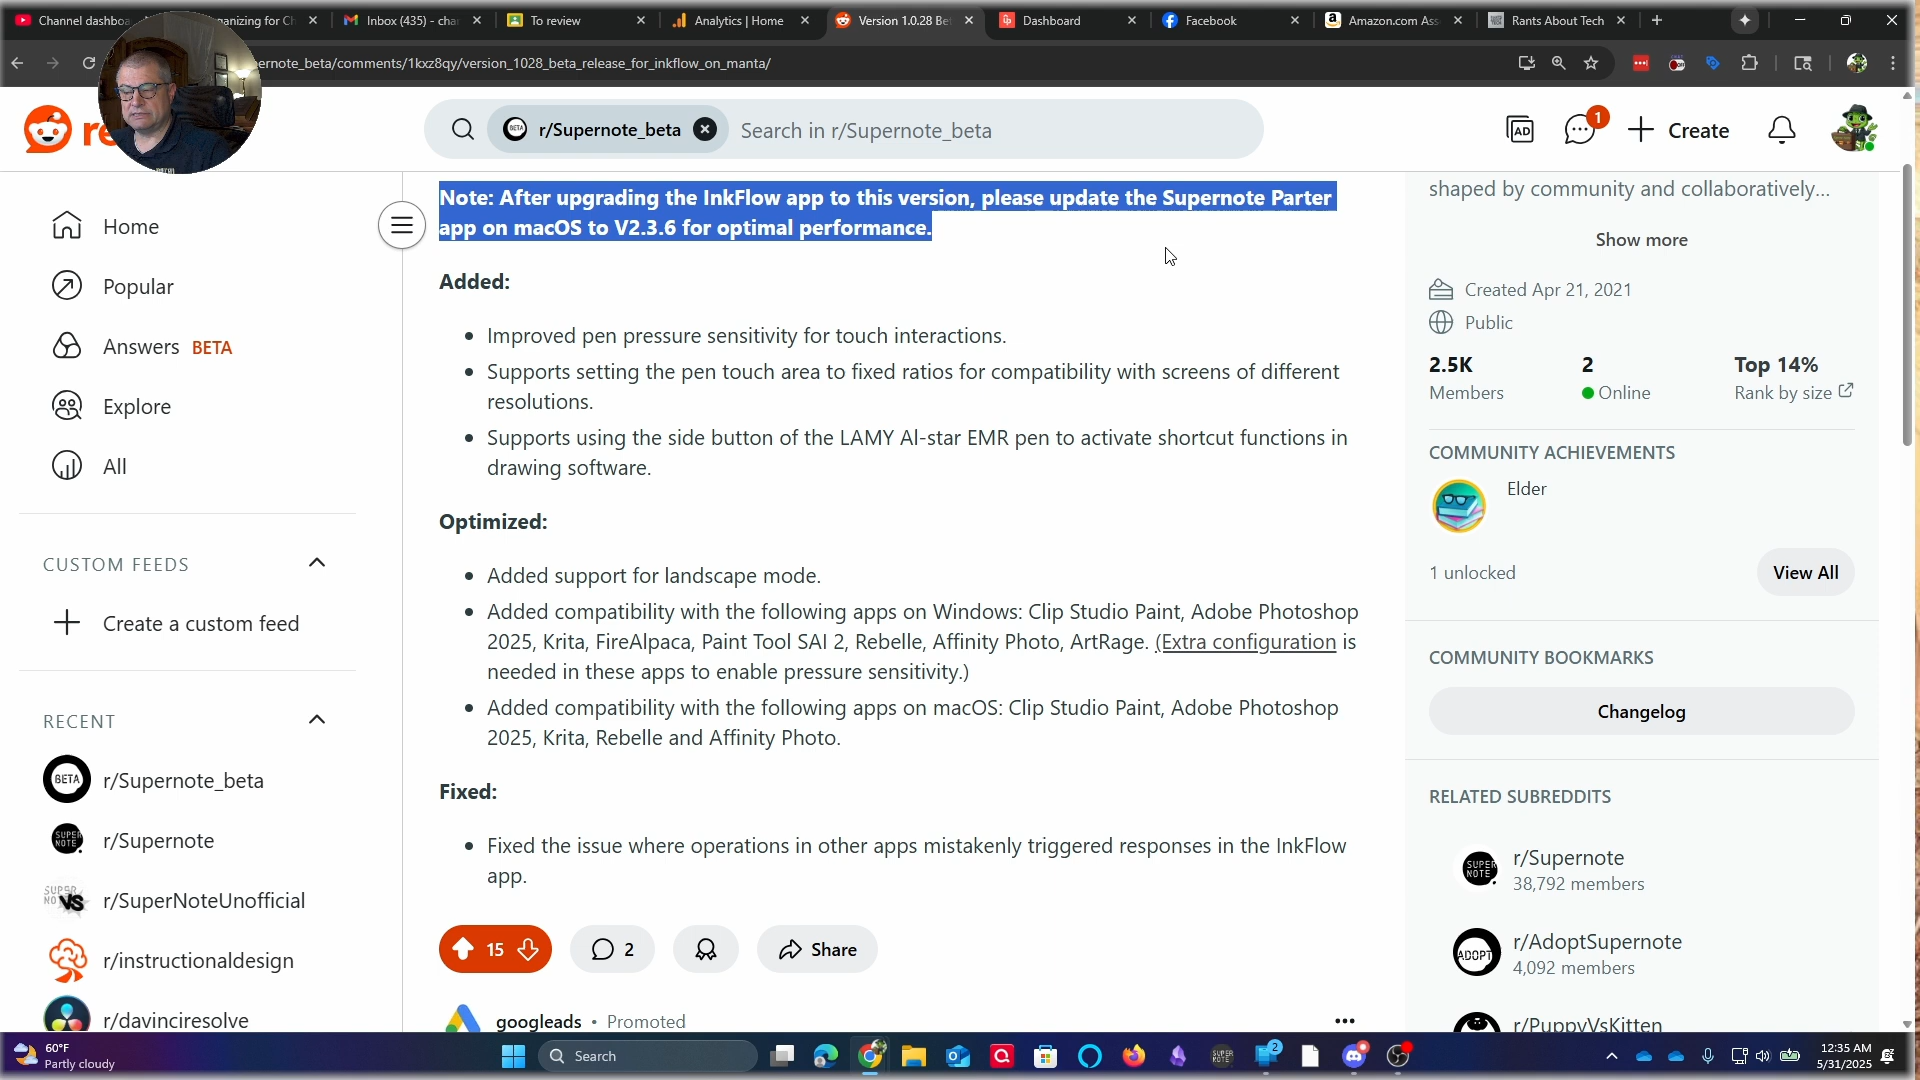 Channel dashboa
ganizing for Ch
Inbox (435) - cha
To review
Analytics | Home
Version 1.0.28 Be
Dashboard
Facebook
Amazon.com Ass
Rants About Tech
ernote_beta/comments/1kxz8qy/version_1028_beta_release_for_inkflow_on_manta/
re
BETA
r/Supernote_beta
Search in r/Supernote_beta
AD
1
Create
Home
Popular
Answers BETA
Explore
All
CUSTOM FEEDS
Create a custom feed
RECENT
BETA
r/Supernote_beta
SUPER
NOTE
r/Supernote
VS
r/SuperNoteUnofficial
r/instructionaldesign
r/davinciresolve
Note: After upgrading the InkFlow app to this version, please update the Supernote Parter
app on macOS to V2.3.6 for optimal performance.
Added:
Improved pen pressure sensitivity for touch interactions.
Supports setting the pen touch area to fixed ratios for compatibility with screens of different
resolutions.
Supports using the side button of the LAMY Al-star EMR pen to activate shortcut functions in
drawing software.
Optimized:
Added support for landscape mode.
Added compatibility with the following apps on Windows: Clip Studio Paint, Adobe Photoshop
2025, Krita, FireAlpaca, Paint Tool SAI 2, Rebelle, Affinity Photo, ArtRage. (Extra configuration is
needed in these apps to enable pressure sensitivity.)
Added compatibility with the following apps on macOS: Clip Studio Paint, Adobe Photoshop
2025, Krita, Rebelle and Affinity Photo.
Fixed:
Fixed the issue where operations in other apps mistakenly triggered responses in the InkFlow
app.
15
2
Share
googleads • Promoted
shaped by community and collaboratively...
Show more
Created Apr 21, 2021
Public
2.5K
Members
2
Online
Top 14%
Rank by size
COMMUNITY ACHIEVEMENTS
Elder
1 unlocked
View All
COMMUNITY BOOKMARKS
Changelog
RELATED SUBREDDITS
SUPER
NOTE
r/Supernote
38,792 members
ADOPT
r/AdoptSupernote
4,092 members
r/PuppyVsKitten
60°F
Partly cloudy
Search
2
12:35 AM
5/31/2025